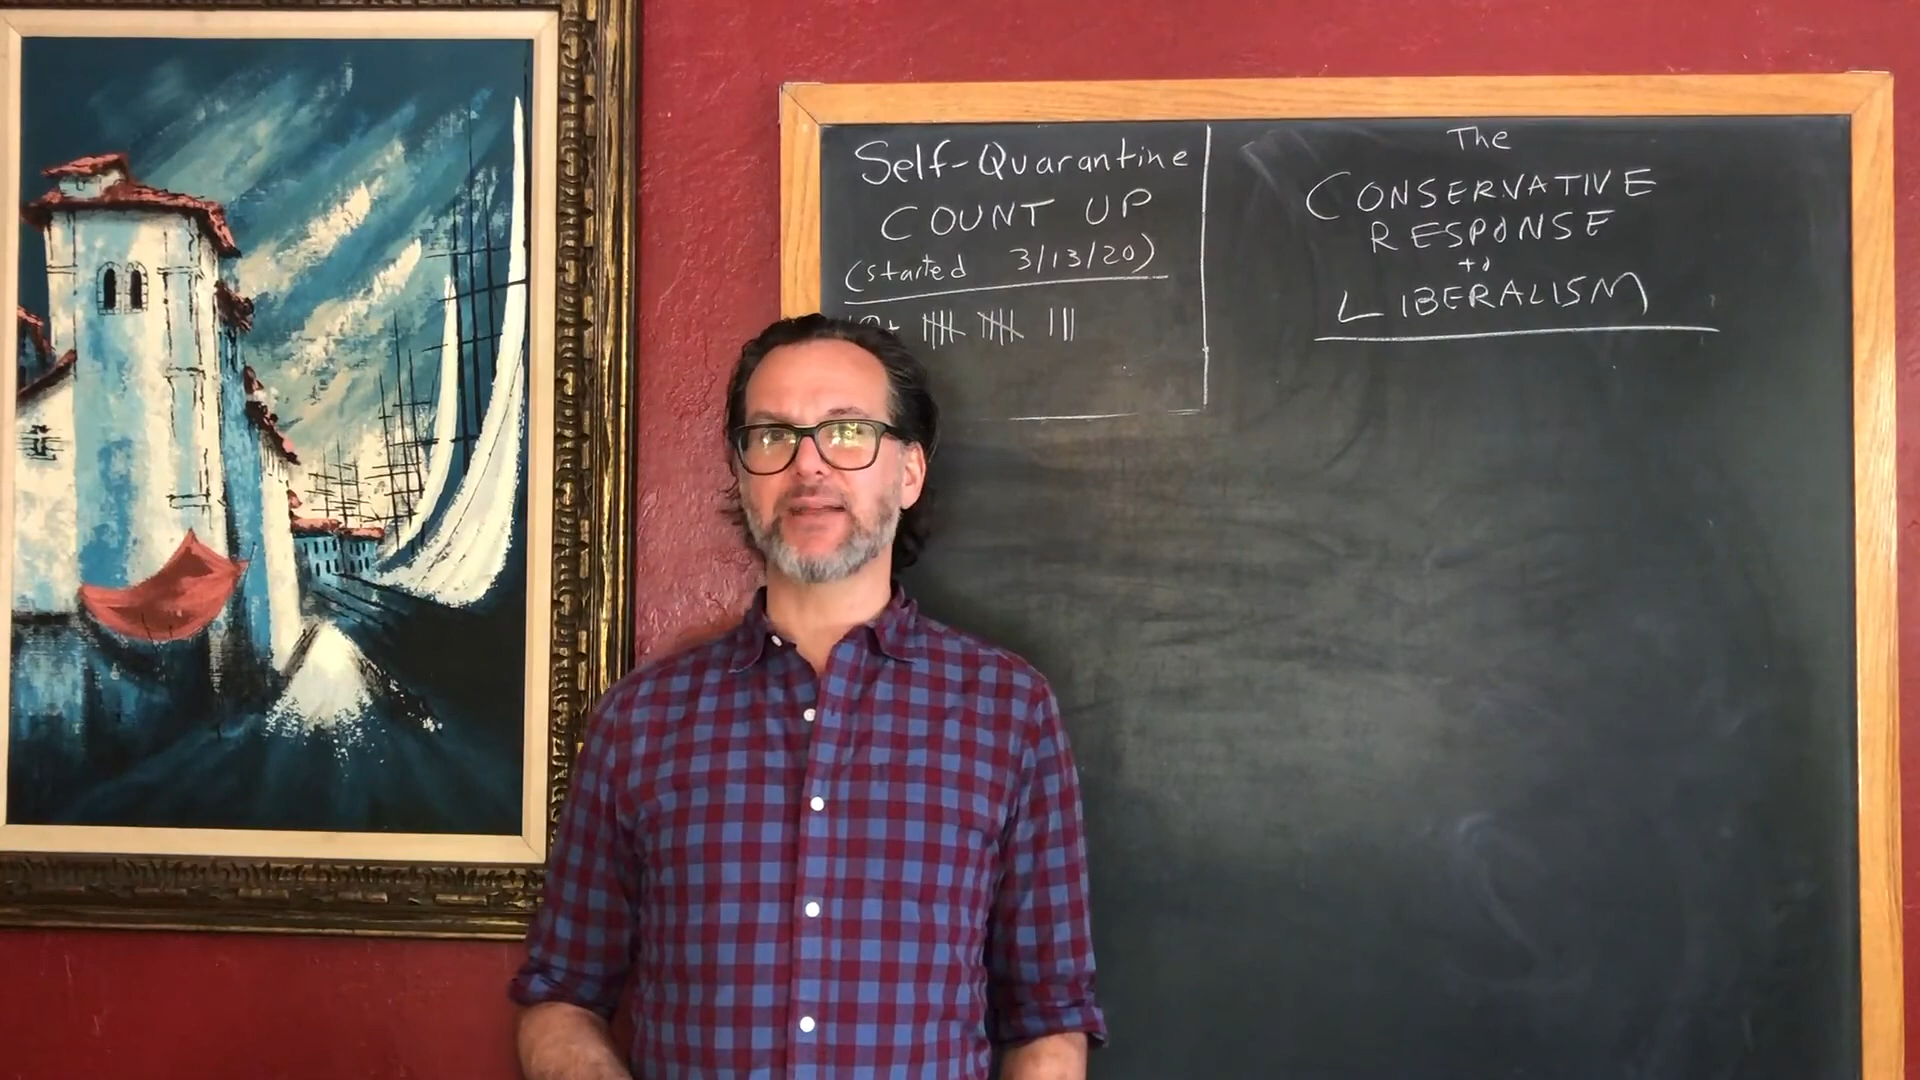 Self-Quarantine
COUNT UP
(started 3/13/20)
The
CONSERVATIVE
RESPONSE
to
LIBERALISM